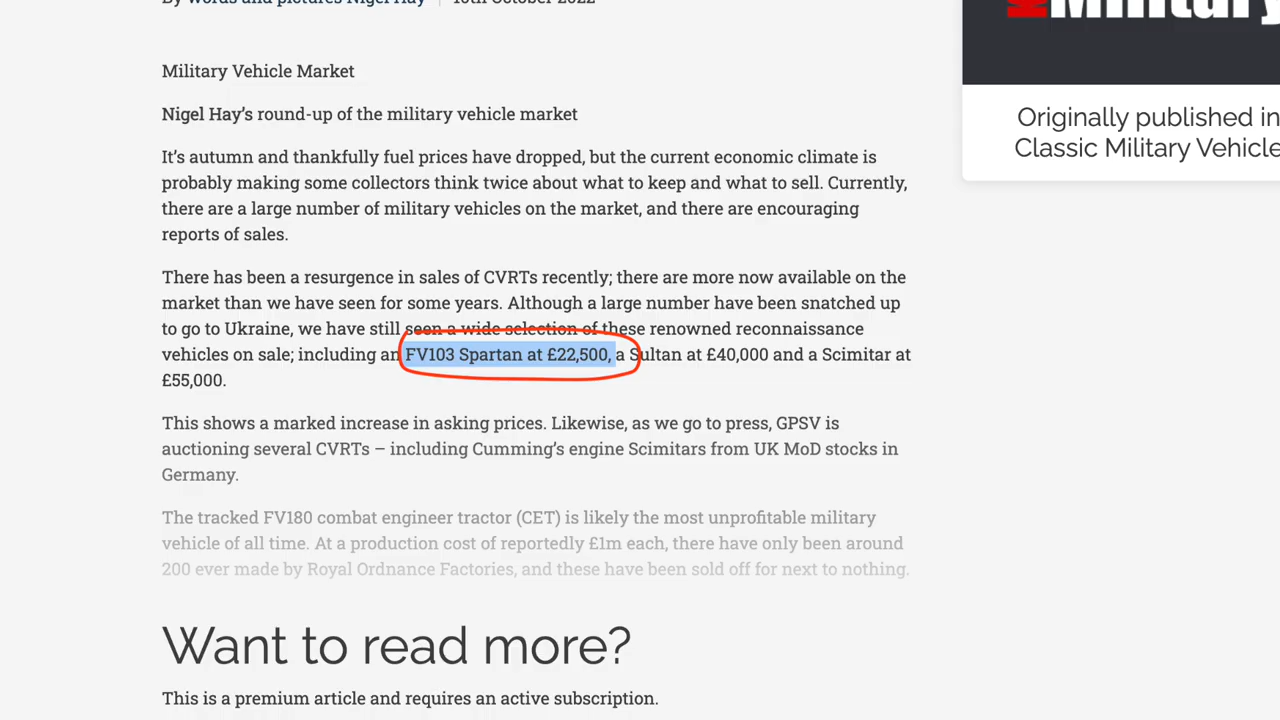 By words and pictures Nigel Hay | 10th October 2022
Military
Military Vehicle Market
Nigel Hay’s round-up of the military vehicle market
Originally published in
Classic Military Vehicle
It’s autumn and thankfully fuel prices have dropped, but the current economic climate is
probably making some collectors think twice about what to keep and what to sell. Currently,
there are a large number of military vehicles on the market, and there are encouraging
reports of sales.
There has been a resurgence in sales of CVRTs recently; there are more now available on the
market than we have seen for some years. Although a large number have been snatched up
to go to Ukraine, we have still seen a wide selection of these renowned reconnaissance
vehicles on sale; including an FV103 Spartan at £22,500, a Sultan at £40,000 and a Scimitar at
£55,000.
This shows a marked increase in asking prices. Likewise, as we go to press, GPSV is
auctioning several CVRTs – including Cumming’s engine Scimitars from UK MoD stocks in
Germany.
The tracked FV180 combat engineer tractor (CET) is likely the most unprofitable military
vehicle of all time. At a production cost of reportedly £1m each, there have only been around
200 ever made by Royal Ordnance Factories, and these have been sold off for next to nothing.
Want to read more?
This is a premium article and requires an active subscription.